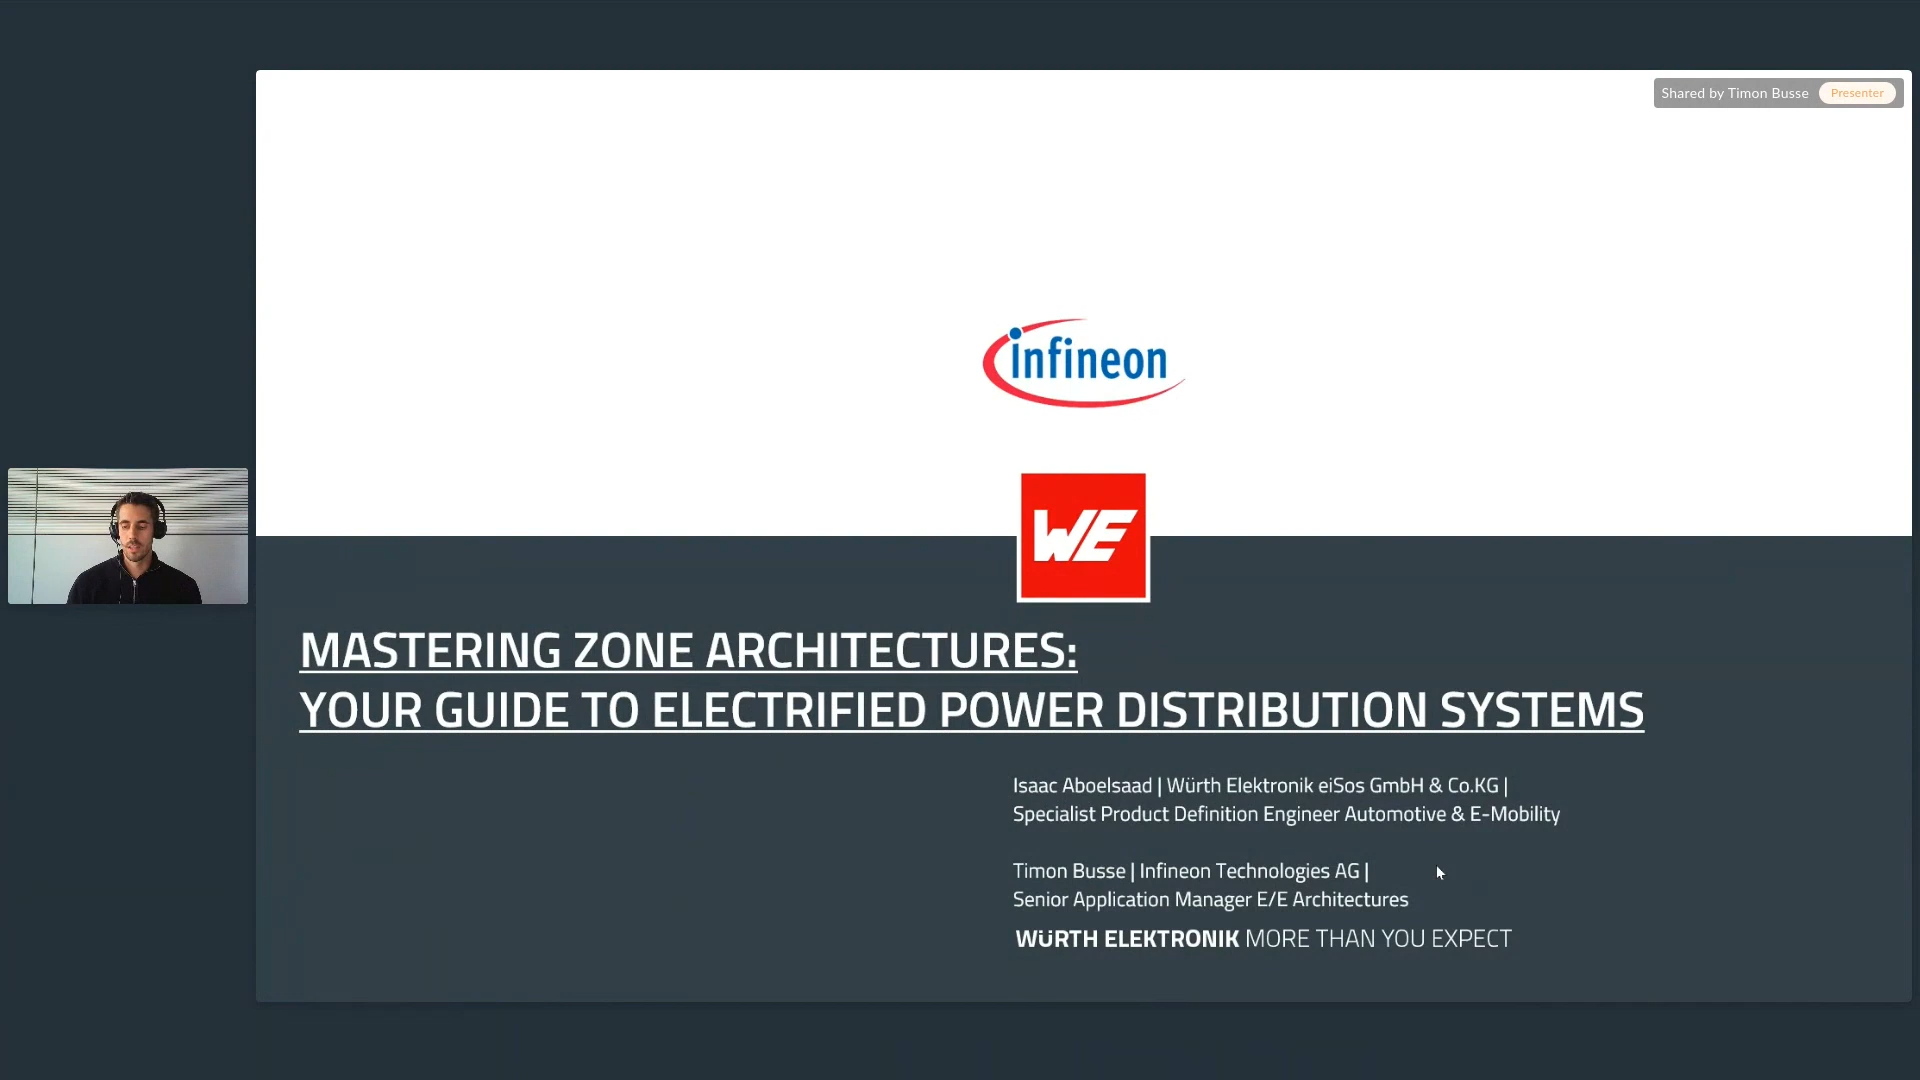 Shared by Timon Busse Presenter
infineon
WE
MASTERING ZONE ARCHITECTURES:
YOUR GUIDE TO ELECTRIFIED POWER DISTRIBUTION SYSTEMS
Isaac Aboelsaad | Würth Elektronik eiSos GmbH & Co.KG |
Specialist Product Definition Engineer Automotive & E-Mobility
Timon Busse | Infineon Technologies AG |
Senior Application Manager E/E Architectures
WÜRTH ELEKTRONIK MORE THAN YOU EXPECT